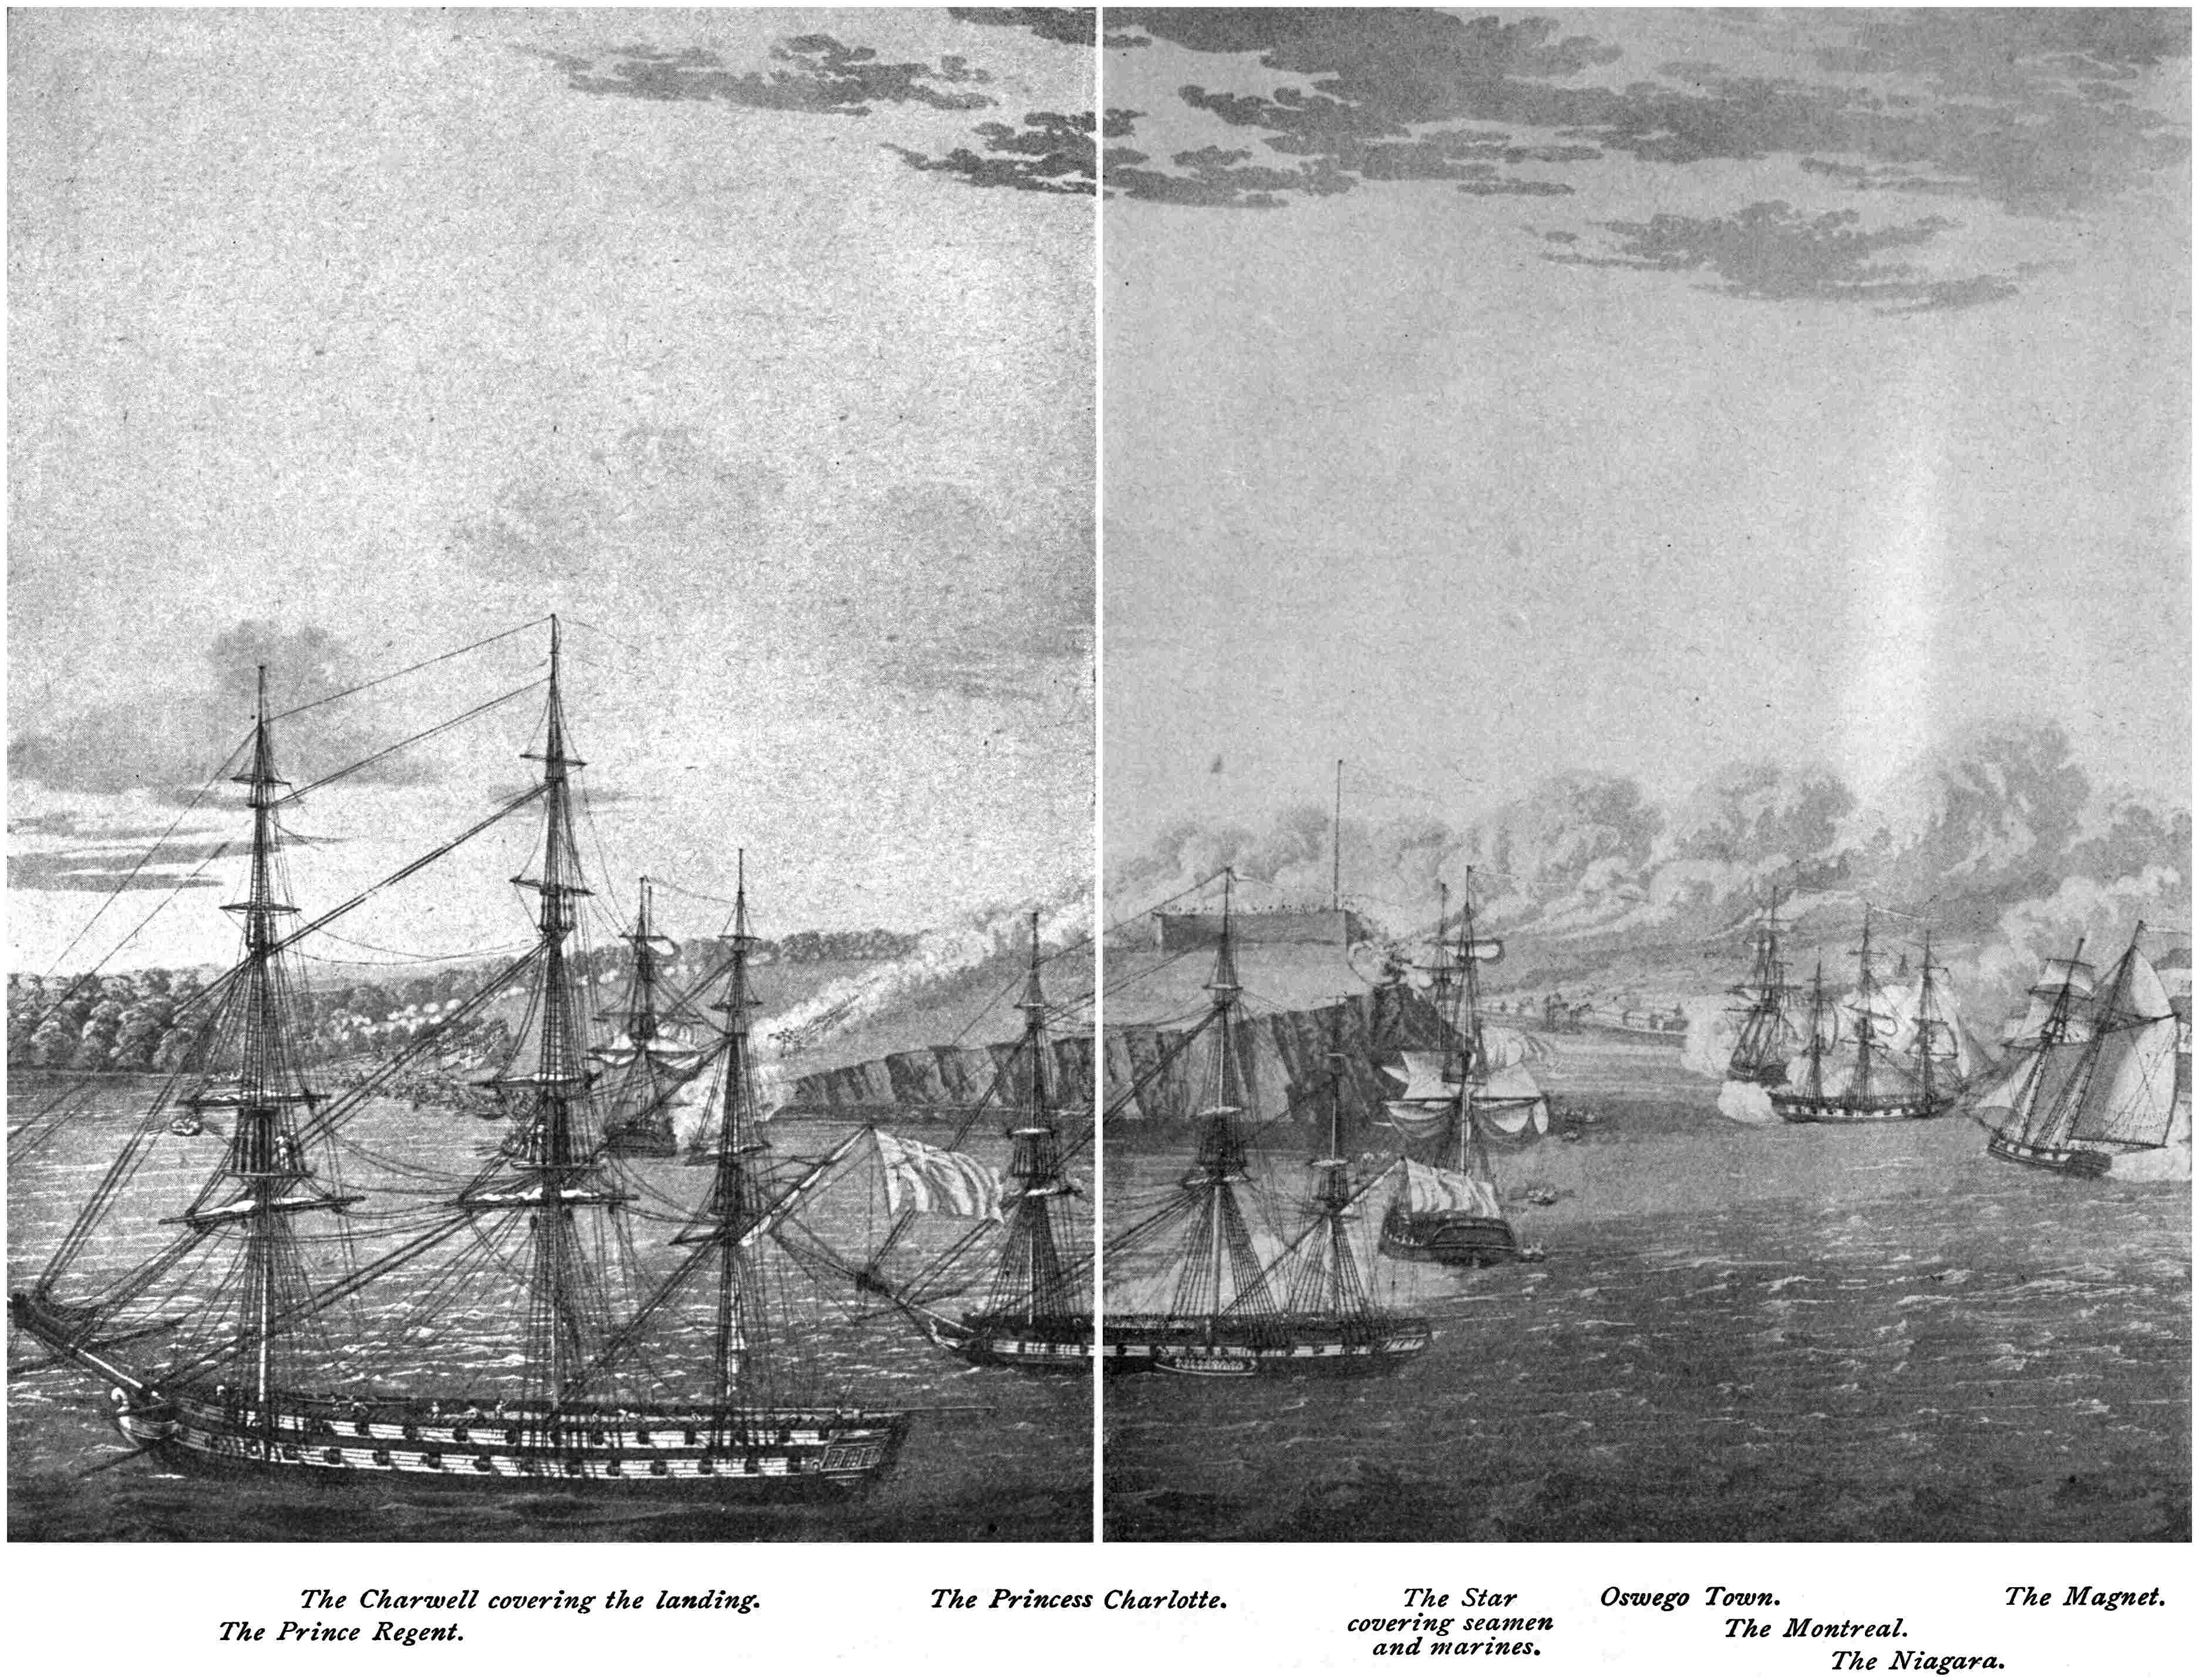 The Charwell covering the landing.
The Prince Regent.
The Princess Charlotte.
The Star
covering seamen
and marines.
Oswego Town.
The Montreal.
The Niagara.
The Magnet.